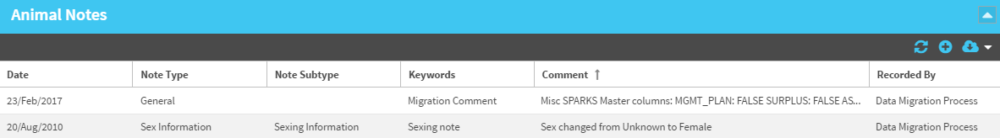 Animal Notes
Date Note Type Note Subtype Keywords Comment ↑ Recorded By
23/Feb/2017 General Migration Comment Misc SPARKS Master columns: MGMT_PLAN: FALSE SURPLUS: FALSE AS... Data Migration Process
20/Aug/2010 Sex Information Sexing Information Sexing note Sex changed from Unknown to Female Data Migration Process